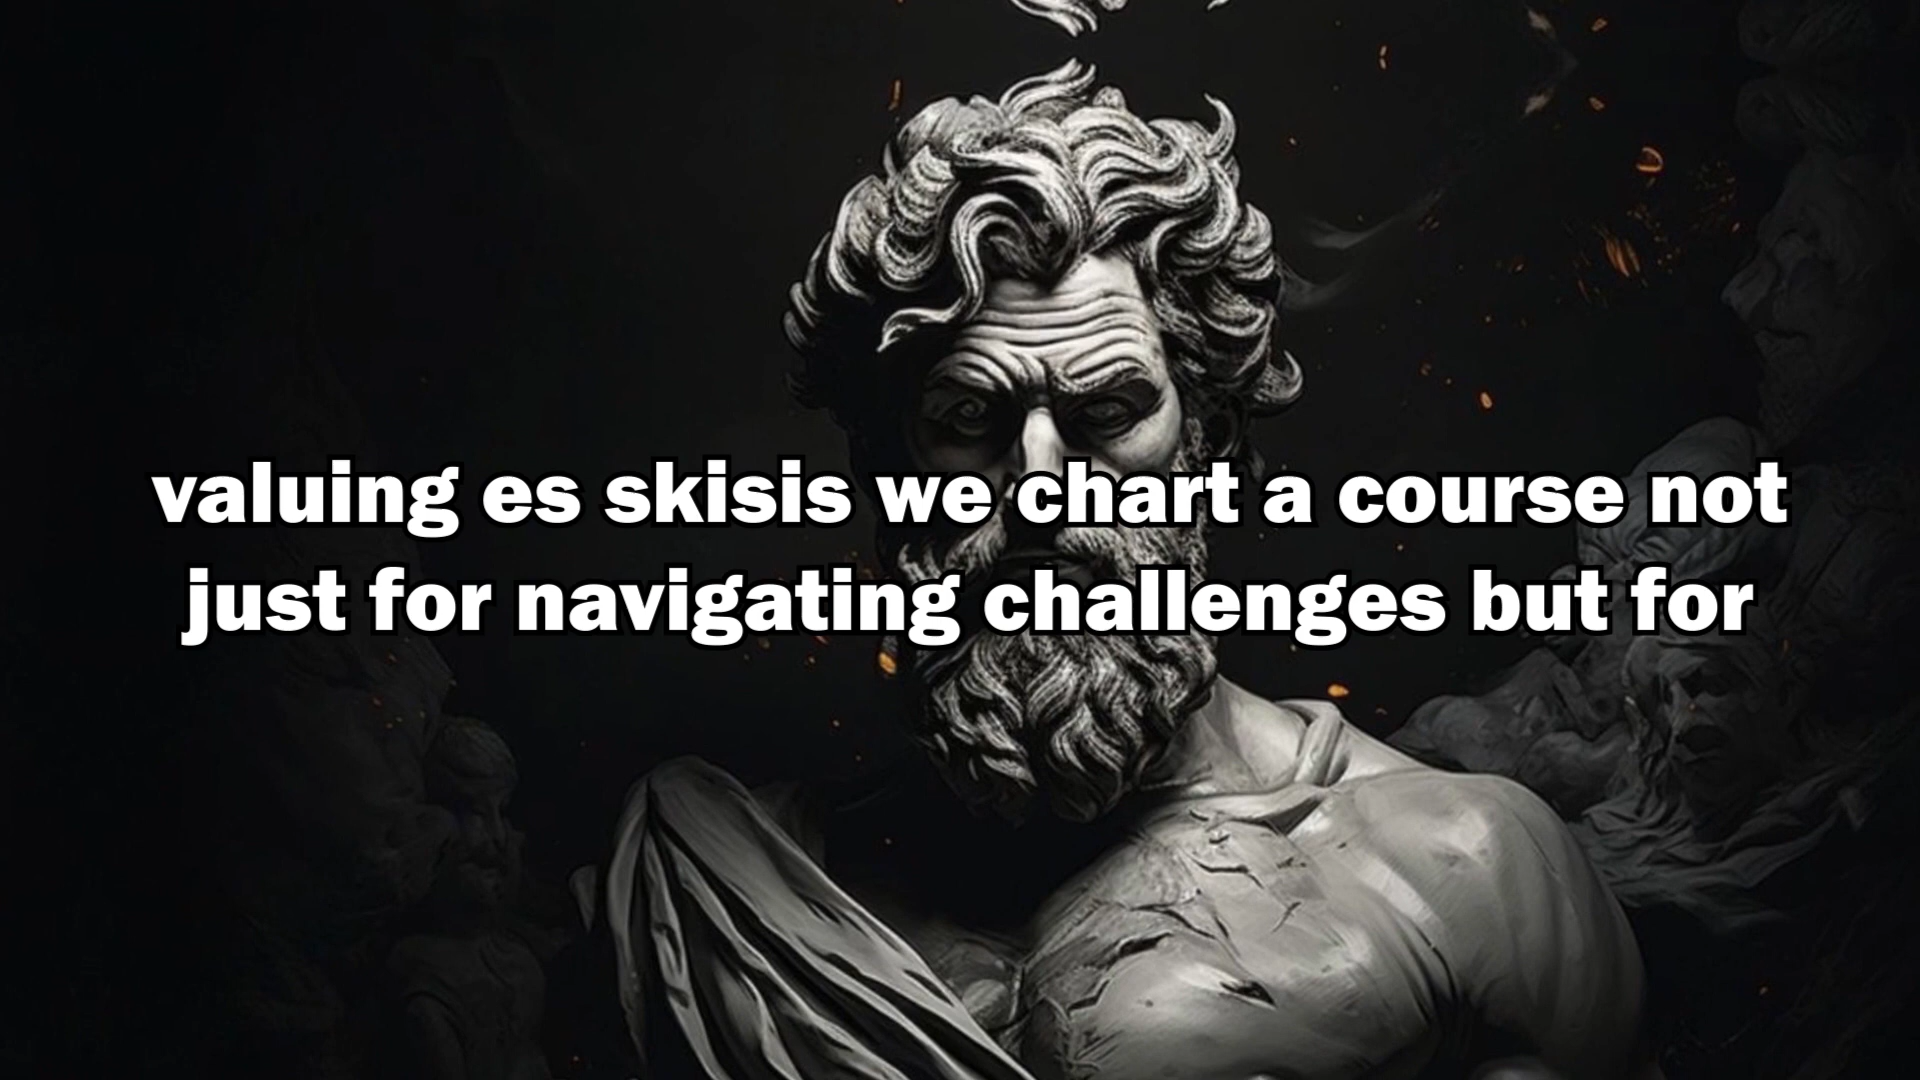 valuing es skisis we chart a course not
just for navigating challenges but for